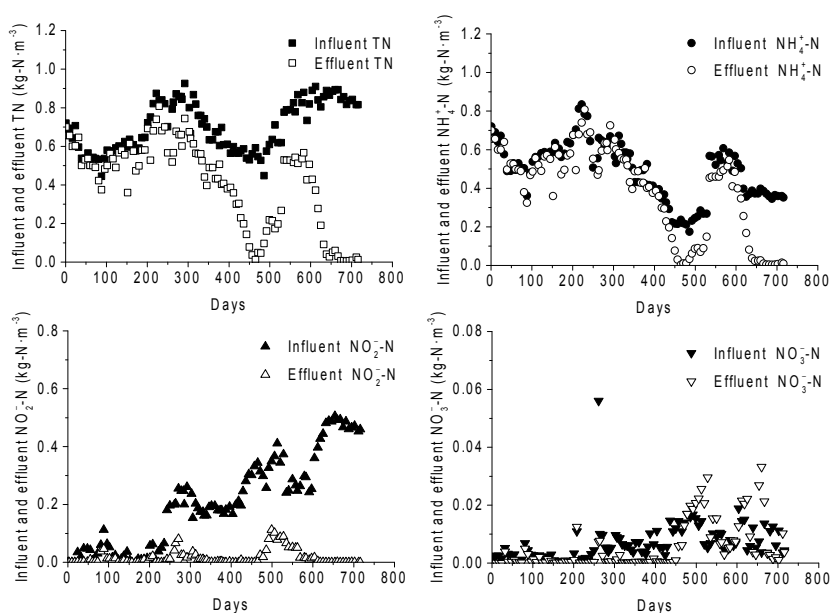 Influent and effluent TN (kg-N·m⁻³)
1.2
1.0
0.8
0.6
0.4
0.2
0.0
Influent TN
Effluent TN
0 100 200 300 400 500 600 700 800
Days
Influent and effluent NH₄⁺-N (kg-N·m⁻³)
1.2
1.0
0.8
0.6
0.4
0.2
0.0
Influent NH₄⁺-N
Effluent NH₄⁺-N
0 100 200 300 400 500 600 700 800
Days
Influent and effluent NO₂⁻-N (kg-N·m⁻³)
0.8
0.6
0.4
0.2
0.0
Influent NO₂⁻-N
Effluent NO₂⁻-N
0 100 200 300 400 500 600 700 800
Days
Influent and effluent NO₃⁻-N (kg-N·m⁻³)
0.08
0.06
0.04
0.02
0.00
Influent NO₃⁻-N
Effluent NO₃⁻-N
0 100 200 300 400 500 600 700 800
Days